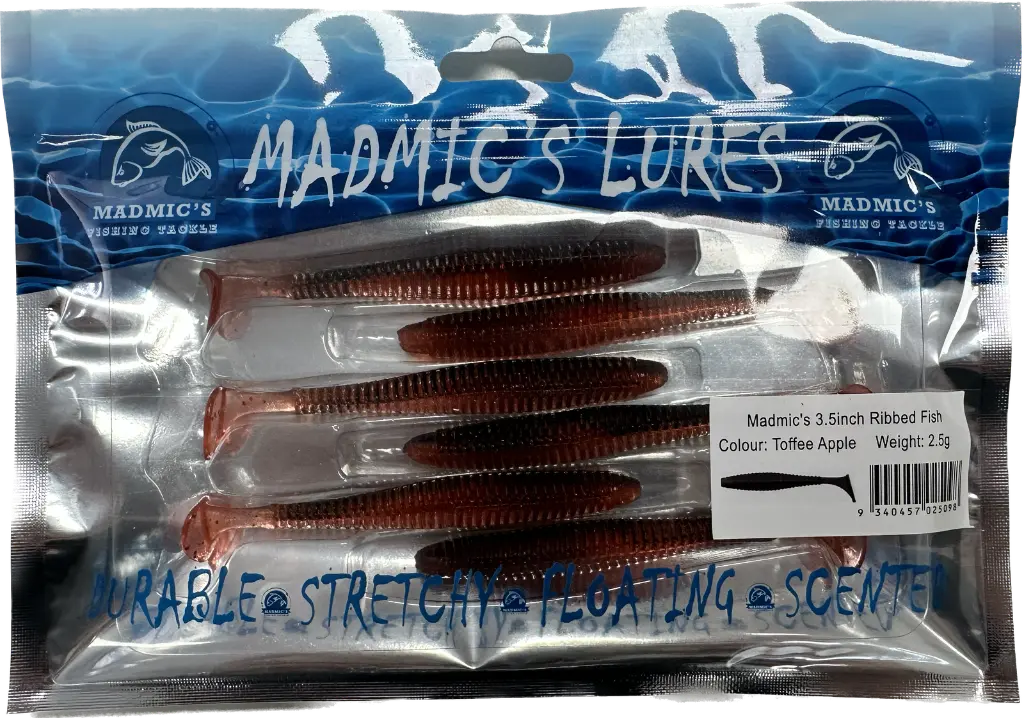 MADMIC'S LURES
MADMIC'S
FISHING TACKLE
MADMIC'S
FISHING TACKLE
Madmic's 3.5inch Ribbed Fish
Colour: Toffee Apple Weight: 2.5g
9 340457 025098
DURABLE STRETCHY FLOATING SCENTED